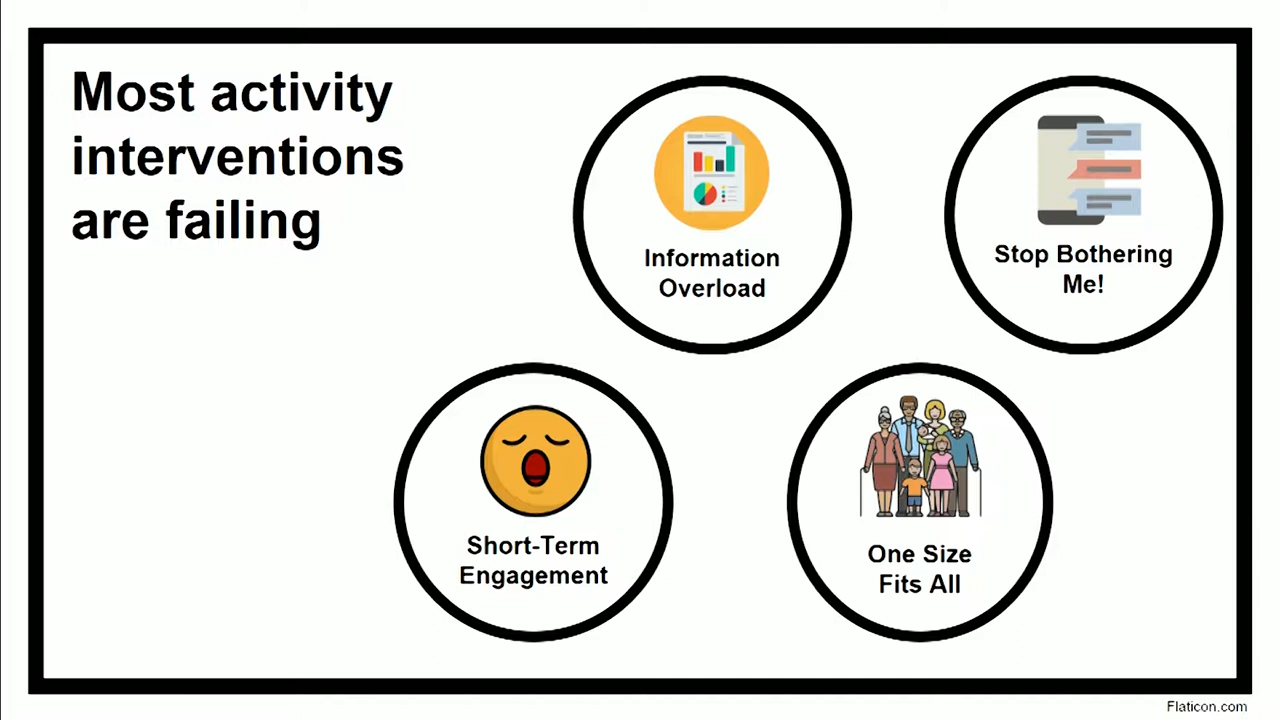 Most activity
interventions
are failing
Information
Overload
Stop Bothering
Me!
Short-Term
Engagement
One Size
Fits All
Flaticon.com